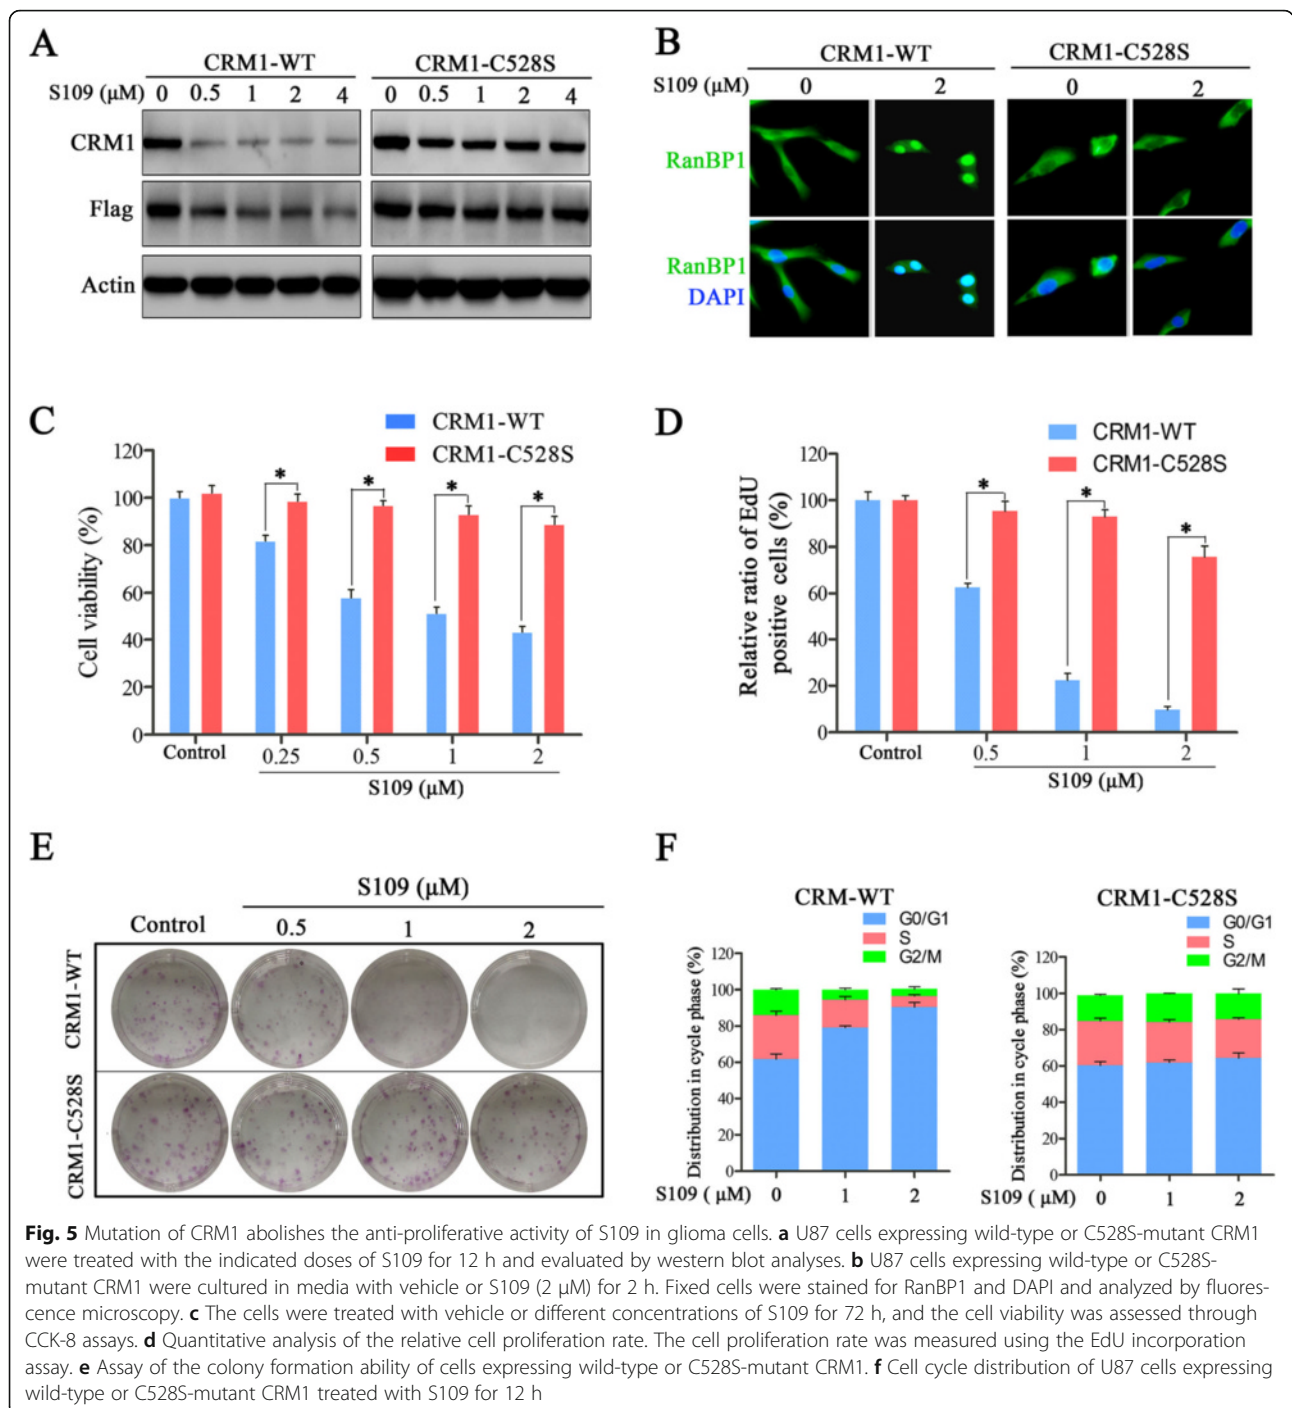 A
CRM1-WT
CRM1-C528S
S109 (μM) 0 0.5 1 2 4 0 0.5 1 2 4
CRM1
Flag
Actin
B
CRM1-WT
CRM1-C528S
S109 (μM) 0 2 0 2
RanBP1
RanBP1
DAPI
C
CRM1-WT
CRM1-C528S
Cell viability (%)
120
100
80
60
40
20
0
* * * *
Control 0.25 0.5 1 2
S109 (μM)
D
CRM1-WT
CRM1-C528S
Relative ratio of EdU
positive cells (%)
120
100
80
60
40
20
0
* * *
Control 0.5 1 2
S109 (μM)
E
S109 (μM)
Control 0.5 1 2
CRM1-WT
CRM1-C528S
F
CRM-WT
G0/G1
S
G2/M
Distribution in cycle phase (%)
120
100
80
60
40
20
0
S109 ( μM) 0 1 2
CRM1-C528S
G0/G1
S
G2/M
Distribution in cycle phase (%)
120
100
80
60
40
20
0
S109 ( μM) 0 1 2
Fig. 5 Mutation of CRM1 abolishes the anti-proliferative activity of S109 in glioma cells. a U87 cells expressing wild-type or C528S-mutant CRM1
were treated with the indicated doses of S109 for 12 h and evaluated by western blot analyses. b U87 cells expressing wild-type or C528S-
mutant CRM1 were cultured in media with vehicle or S109 (2 μM) for 2 h. Fixed cells were stained for RanBP1 and DAPI and analyzed by fluores-
cence microscopy. c The cells were treated with vehicle or different concentrations of S109 for 72 h, and the cell viability was assessed through
CCK-8 assays. d Quantitative analysis of the relative cell proliferation rate. The cell proliferation rate was measured using the EdU incorporation
assay. e Assay of the colony formation ability of cells expressing wild-type or C528S-mutant CRM1. f Cell cycle distribution of U87 cells expressing
wild-type or C528S-mutant CRM1 treated with S109 for 12 h